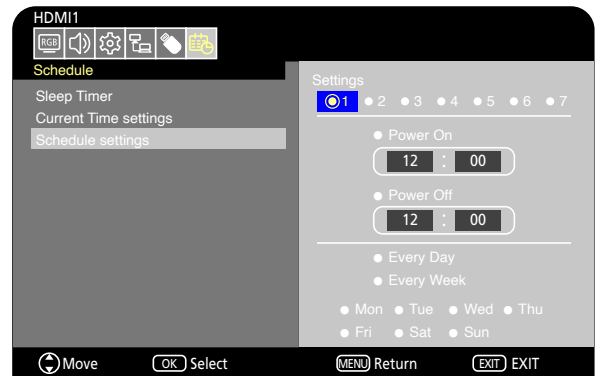 HDMI1
RGB
Schedule
Sleep Timer
Current Time settings
Schedule settings
Settings
1 2 3 4 5 6 7
Power On
12 : 00
Power Off
12 : 00
Every Day
Every Week
Mon Tue Wed Thu
Fri Sat Sun
Move OK Select MENU Return EXIT EXIT